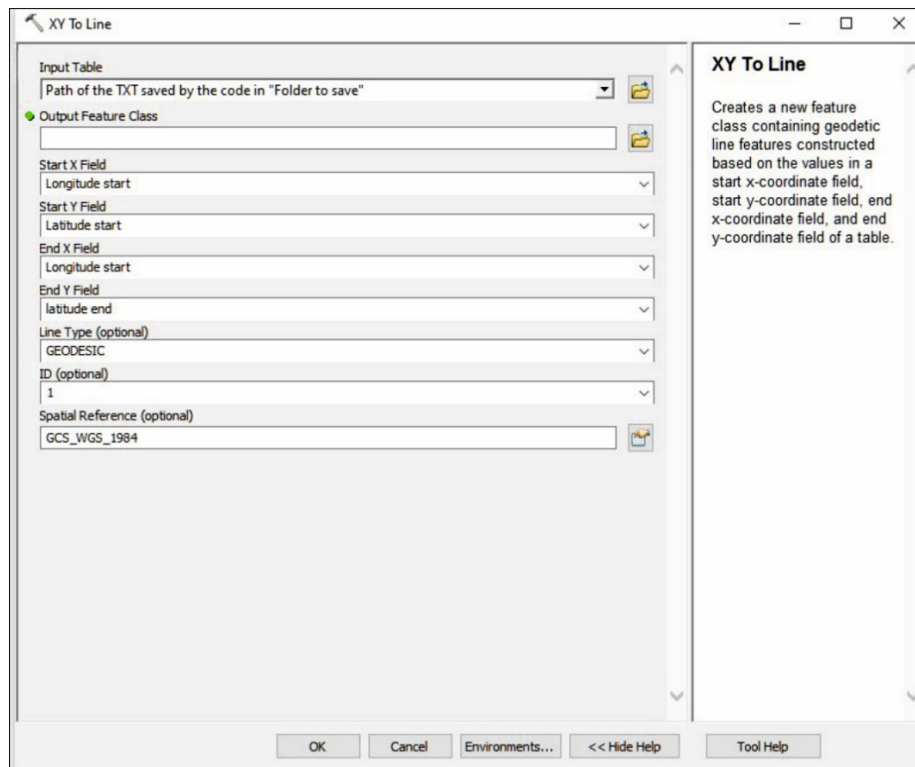 XY To Line
Input Table
Path of the TXT saved by the code in "Folder to save"
Output Feature Class
Start X Field
Longitude start
Start Y Field
Latitude start
End X Field
Longitude start
End Y Field
latitude end
Line Type (optional)
GEODESIC
ID (optional)
1
Spatial Reference (optional)
GCS_WGS_1984
XY To Line
Creates a new feature
class containing geodetic
line features constructed
based on the values in a
start x-coordinate field,
start y-coordinate field, end
x-coordinate field, and end
y-coordinate field of a table.
OK
Cancel
Environments...
<< Hide Help
Tool Help